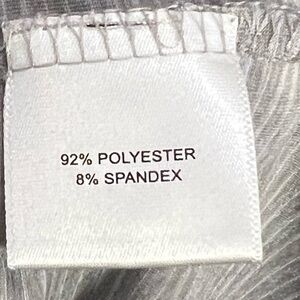 92% POLYESTER
8% SPANDEX